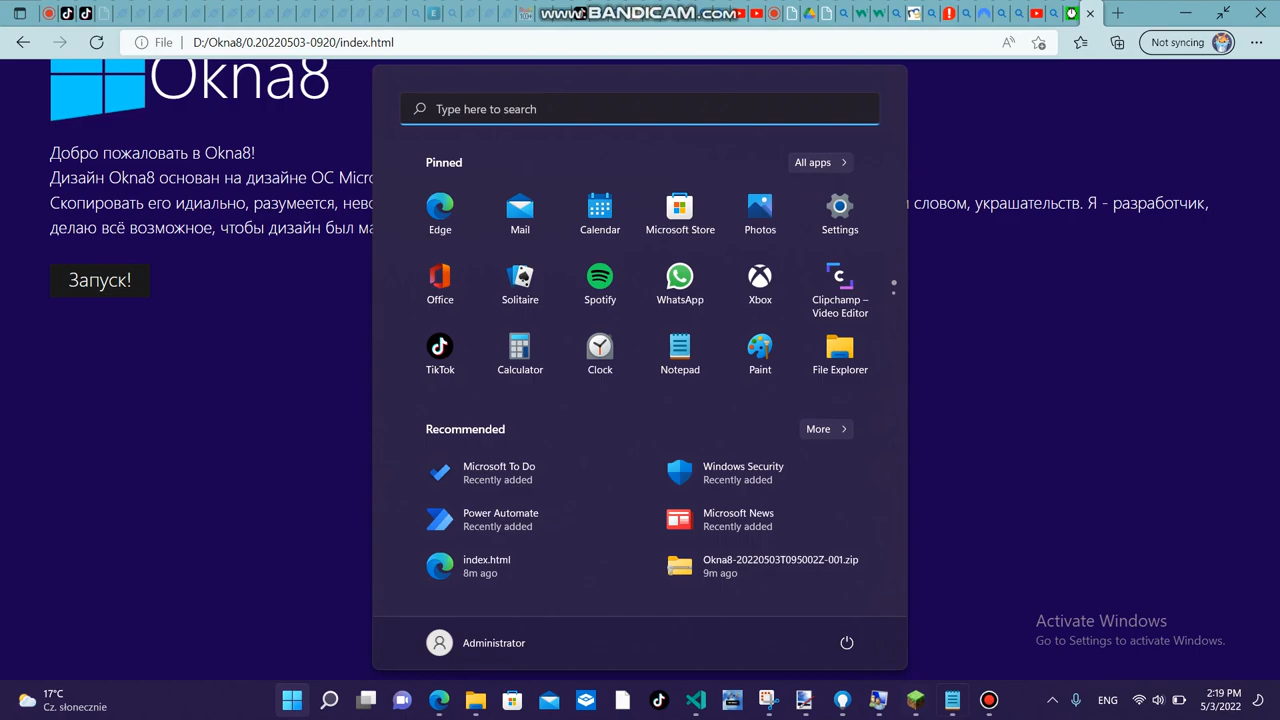 www.BANDICAM.com
File D:/Okna8/0.20220503-0920/index.html Not syncing
Okna8
Type here to search
Добро пожаловать в Okna8!
Дизайн Okna8 основан на дизайне ОС Micro
Скопировать его идиально, разумеется, нево
словом, украшательств. Я - разработчик,
делаю всё возможное, чтобы дизайн был ма
Запуск!
Pinned All apps
Edge Mail Calendar Microsoft Store Photos Settings
Office Solitaire Spotify WhatsApp Xbox Clipchamp –
Video Editor
TikTok Calculator Clock Notepad Paint File Explorer
Recommended More
Microsoft To Do Windows Security
Recently added Recently added
Power Automate Microsoft News
Recently added Recently added
index.html Okna8-20220503T095002Z-001.zip
8m ago 9m ago
Administrator
Activate Windows
Go to Settings to activate Windows.
17°C
Cz. słonecznie
ENG
2:19 PM
5/3/2022